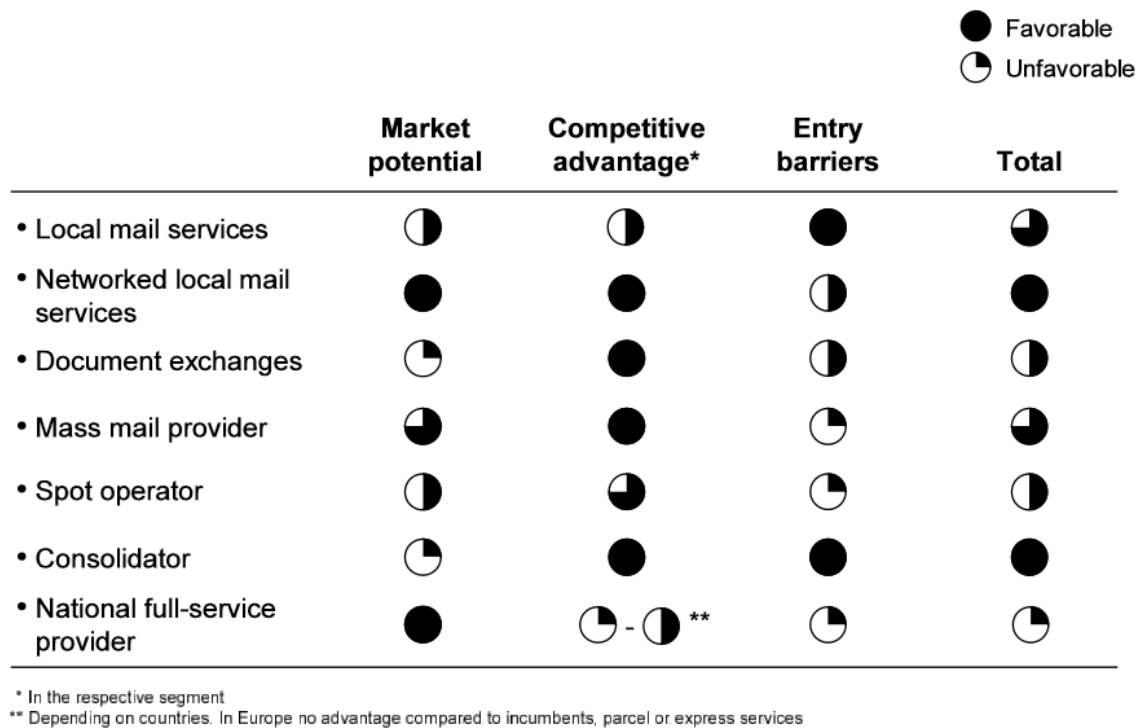 Favorable
Unfavorable
Market potential
Competitive advantage*
Entry barriers
Total
• Local mail services
• Networked local mail
services
• Document exchanges
• Mass mail provider
• Spot operator
• Consolidator
• National full-service
provider
- **
* In the respective segment
** Depending on countries. In Europe no advantage compared to incumbents, parcel or express services